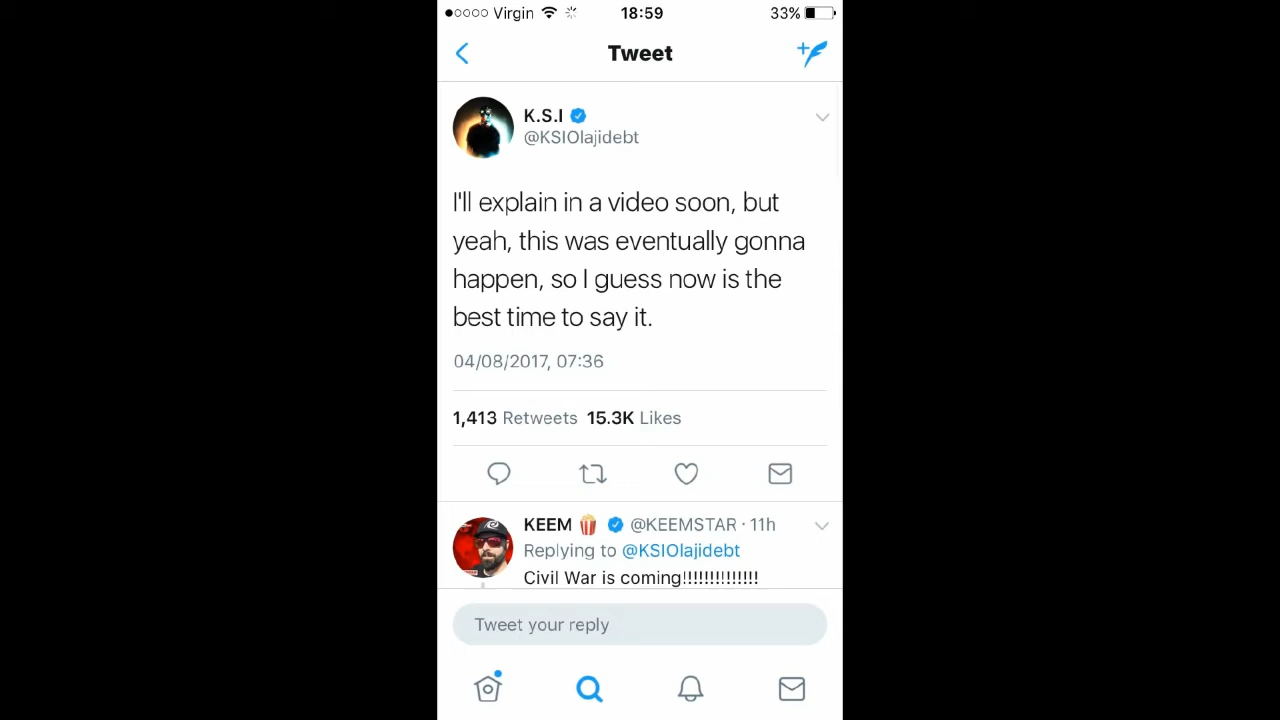 Virgin 18:59 33%
Tweet
K.S.I
@KSIOlajidebt
I'll explain in a video soon, but
yeah, this was eventually gonna
happen, so I guess now is the
best time to say it.
04/08/2017, 07:36
1,413 Retweets 15.3K Likes
KEEM 🍿 @KEEMSTAR · 11h
Replying to @KSIOlajidebt
Civil War is coming!!!!!!!!!!!!!!
Tweet your reply